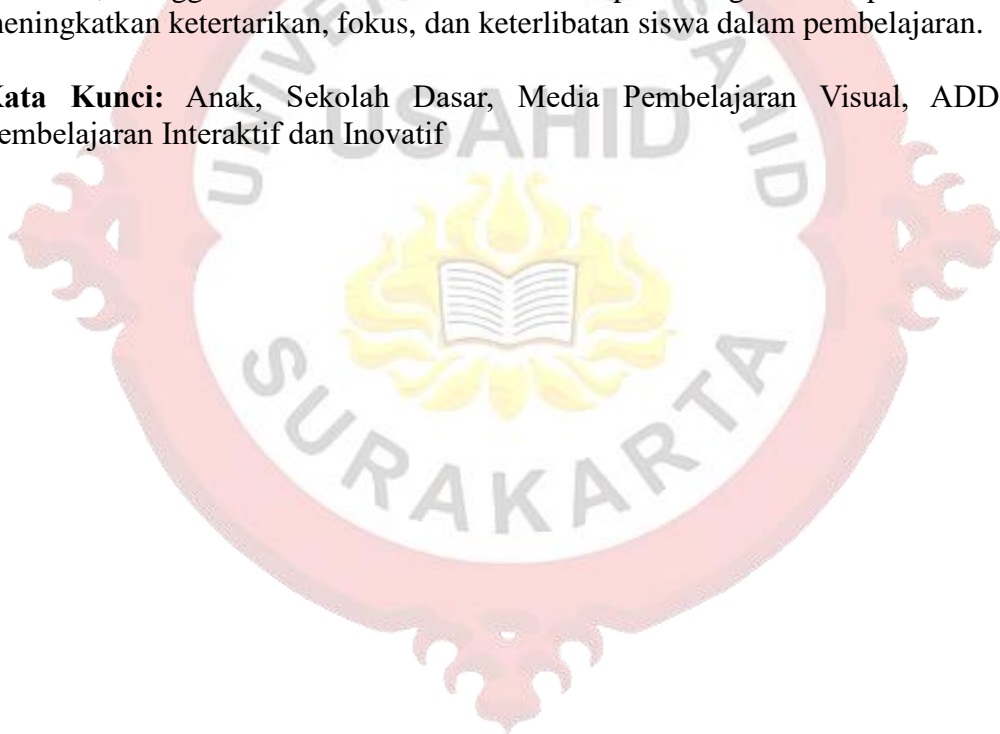 meningkatkan ketertarikan, fokus, dan keterlibatan siswa dalam pembelajaran.
Kata Kunci: Anak, Sekolah Dasar, Media Pembelajaran Visual, ADD
Pembelajaran Interaktif dan Inovatif
USAHID
SURAKARTA